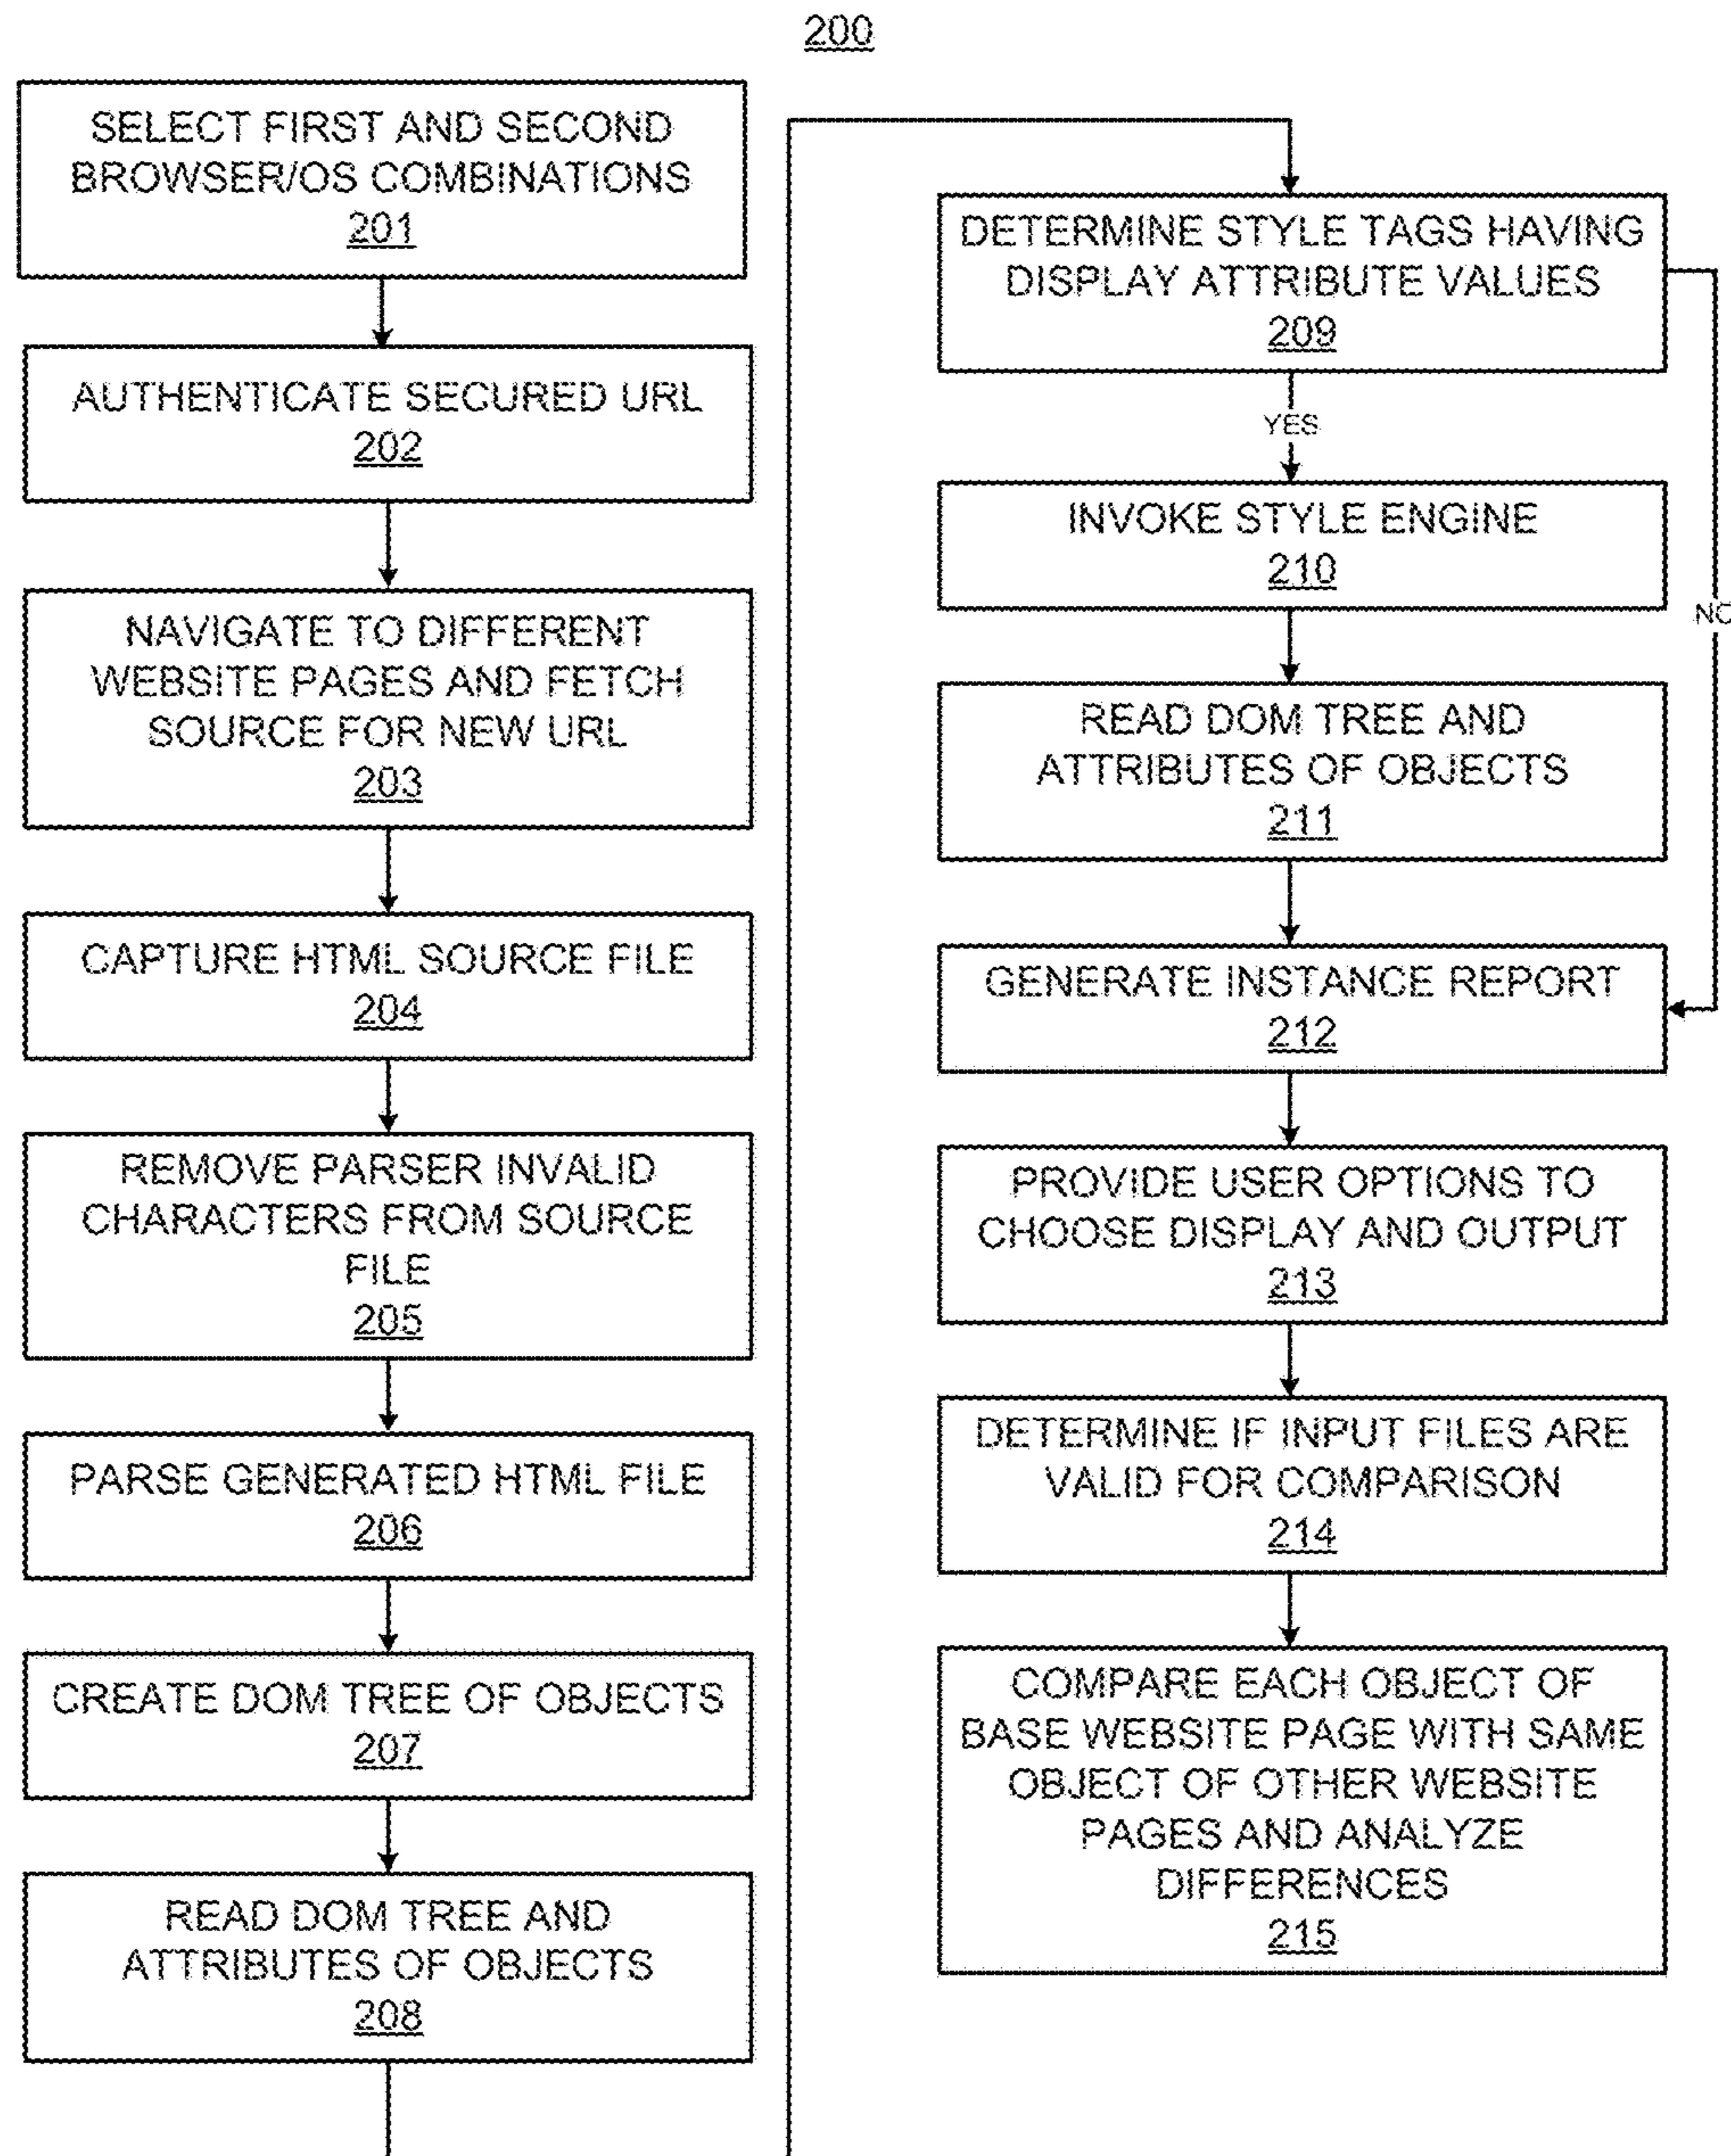 200
SELECT FIRST AND SECOND
BROWSER/OS COMBINATIONS
201
AUTHENTICATE SECURED URL
202
NAVIGATE TO DIFFERENT
WEBSITE PAGES AND FETCH
SOURCE FOR NEW URL
203
CAPTURE HTML SOURCE FILE
204
REMOVE PARSER INVALID
CHARACTERS FROM SOURCE
FILE
205
PARSE GENERATED HTML FILE
206
CREATE DOM TREE OF OBJECTS
207
READ DOM TREE AND
ATTRIBUTES OF OBJECTS
208
DETERMINE STYLE TAGS HAVING
DISPLAY ATTRIBUTE VALUES
209
YES
NO
INVOKE STYLE ENGINE
210
READ DOM TREE AND
ATTRIBUTES OF OBJECTS
211
GENERATE INSTANCE REPORT
212
PROVIDE USER OPTIONS TO
CHOOSE DISPLAY AND OUTPUT
213
DETERMINE IF INPUT FILES ARE
VALID FOR COMPARISON
214
COMPARE EACH OBJECT OF
BASE WEBSITE PAGE WITH SAME
OBJECT OF OTHER WEBSITE
PAGES AND ANALYZE
DIFFERENCES
215